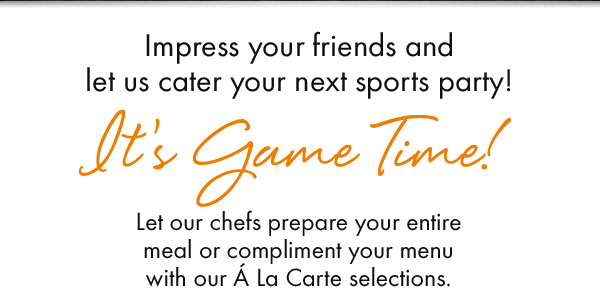 Impress your friends and
let us cater your next sports party!
It's Game Time!
Let our chefs prepare your entire
meal or compliment your menu
with our Á La Carte selections.